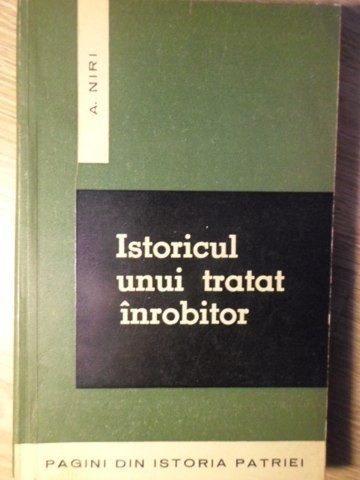 A. NIRI
Istoricul
unui tratat
înrobitor
PAGINI DIN ISTORIA PATRIEI